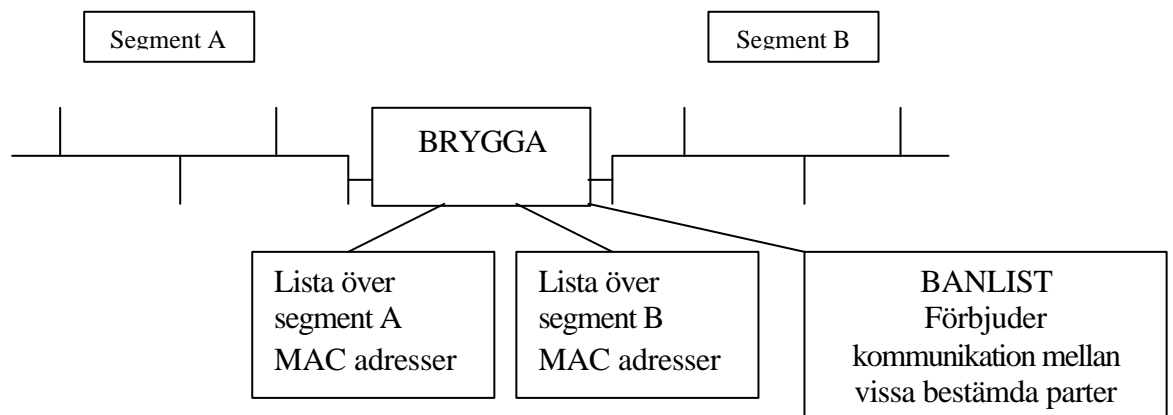 Segment A
Segment B
BRYGGA
Lista över
segment A
MAC adresser
Lista över
segment B
MAC adresser
BANLIST
Förbjuder
kommunikation mellan
vissa bestämda parter